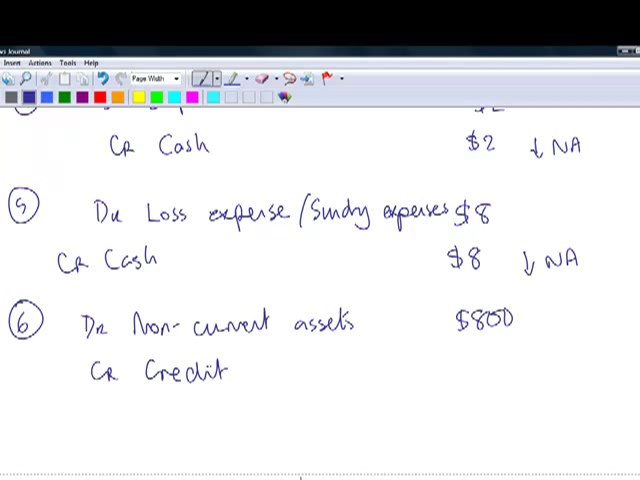 ws Journal
Insert Actions Tools Help
Page Width
CR Cash $2 ↓ NA
5 DR Loss expense/Sundry expenses $8
CR Cash $8 ↓ NA
6 DR Non-current assets $800
CR Credit